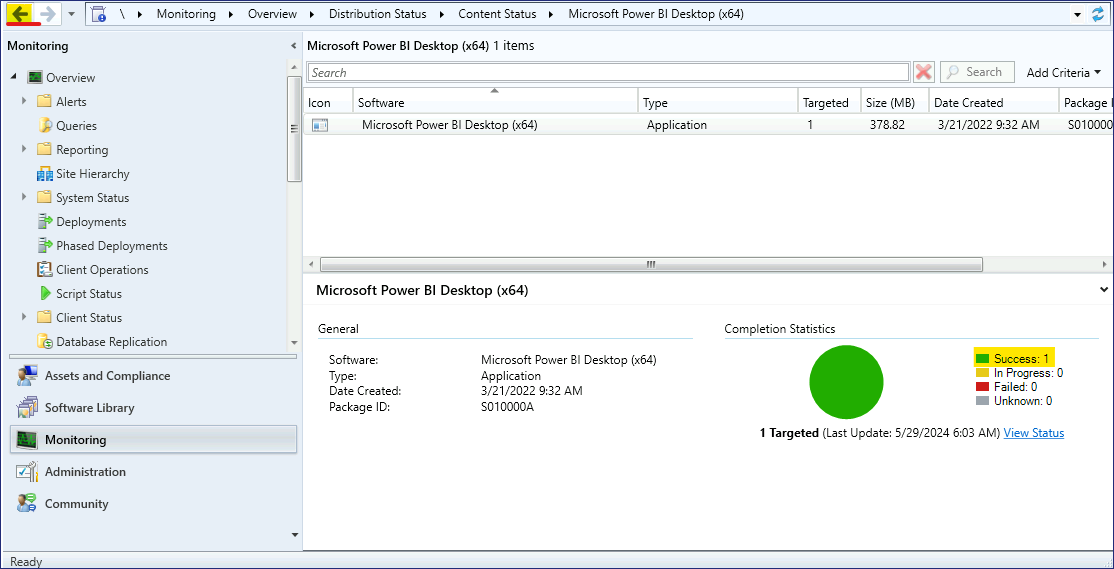 \ Monitoring Overview Distribution Status Content Status Microsoft Power BI Desktop (x64)
Monitoring
Overview
Alerts
Queries
Reporting
Site Hierarchy
System Status
Deployments
Phased Deployments
Client Operations
Script Status
Client Status
Database Replication
Assets and Compliance
Software Library
Monitoring
Administration
Community
Microsoft Power BI Desktop (x64) 1 items
Search Search Add Criteria
Icon Software Type Targeted Size (MB) Date Created Package I
Microsoft Power BI Desktop (x64) Application 1 378.82 3/21/2022 9:32 AM S010000
Microsoft Power BI Desktop (x64)
General
Software: Microsoft Power BI Desktop (x64)
Type: Application
Date Created: 3/21/2022 9:32 AM
Package ID: S010000A
Completion Statistics
Success: 1
In Progress: 0
Failed: 0
Unknown: 0
1 Targeted (Last Update: 5/29/2024 6:03 AM) View Status
Ready